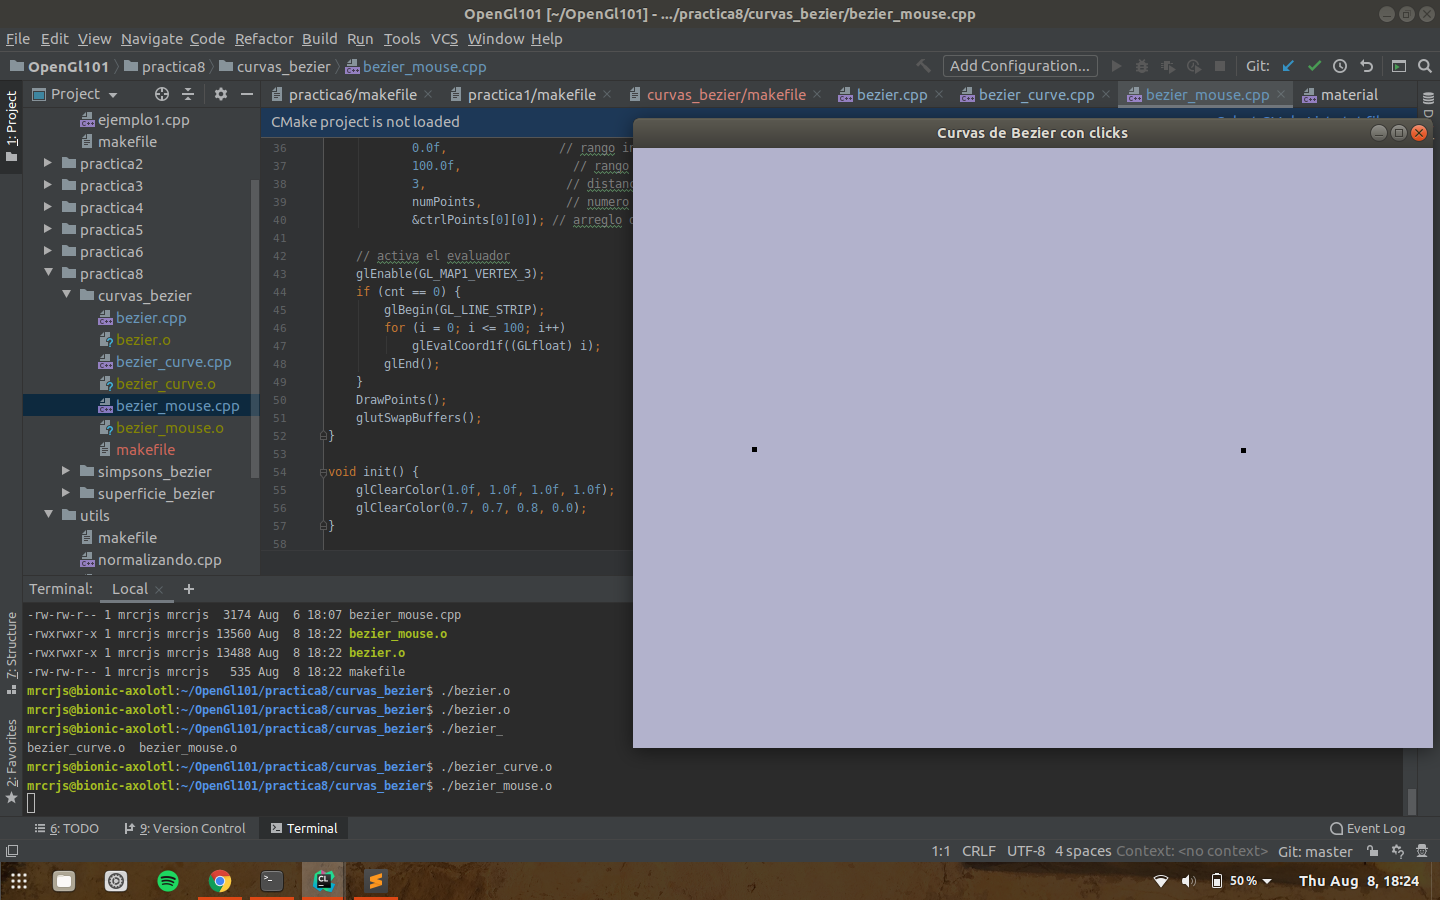 OpenGl101 [~/OpenGl101] - .../practica8/curvas_bezier/bezier_mouse.cpp
File Edit View Navigate Code Refactor Build Run Tools VCS Window Help
OpenGl101 practica8 curvas_bezier bezier_mouse.cpp
Add Configuration...
Git:
1: Project
Project
practica6/makefile practica1/makefile curvas_bezier/makefile bezier.cpp bezier_curve.cpp bezier_mouse.cpp material
ejemplo1.cpp
makefile
practica2
practica3
practica4
practica5
practica6
practica8
curvas_bezier
bezier.cpp
bezier.o
bezier_curve.cpp
bezier_curve.o
bezier_mouse.cpp
bezier_mouse.o
makefile
simpsons_bezier
superficie_bezier
utils
makefile
normalizando.cpp
CMake project is not loaded
36 0.0f, // rango
37 100.0f, // rango
38 3, //
39 numPoints, // numero
40 &ctrlPoints[0][0]); // arreglo
41
42 // activa el evaluador
43 glEnable(GL_MAP1_VERTEX_3);
44 if (cnt == 0) {
45 glBegin(GL_LINE_STRIP);
46 for (i = 0; i <= 100; i++)
47 glEvalCoord1f((GLfloat) i);
48 glEnd();
49 }
50 DrawPoints();
51 glutSwapBuffers();
52 }
53
54 void init() {
55 glClearColor(1.0f, 1.0f, 1.0f, 1.0f);
56 glClearColor(0.7, 0.7, 0.8, 0.0);
57 }
58
Curvas de Bezier con clicks
Terminal: Local +
-rw-rw-r-- 1 mrcrjs mrcrjs 3174 Aug 6 18:07 bezier_mouse.cpp
-rwxrwxr-x 1 mrcrjs mrcrjs 13560 Aug 8 18:22 bezier_mouse.o
-rwxrwxr-x 1 mrcrjs mrcrjs 13488 Aug 8 18:22 bezier.o
-rw-rw-r-- 1 mrcrjs mrcrjs 535 Aug 8 18:22 makefile
mrcrjs@bionic-axolotl:~/OpenGl101/practica8/curvas_bezier$ ./bezier.o
mrcrjs@bionic-axolotl:~/OpenGl101/practica8/curvas_bezier$ ./bezier.o
mrcrjs@bionic-axolotl:~/OpenGl101/practica8/curvas_bezier$ ./bezier_
bezier_curve.o bezier_mouse.o
mrcrjs@bionic-axolotl:~/OpenGl101/practica8/curvas_bezier$ ./bezier_curve.o
mrcrjs@bionic-axolotl:~/OpenGl101/practica8/curvas_bezier$ ./bezier_mouse.o
7: Structure
2: Favorites
6: TODO 9: Version Control Terminal Event Log
1:1 CRLF UTF-8 4 spaces Context: <no context> Git: master
50 % Thu Aug 8, 18:24